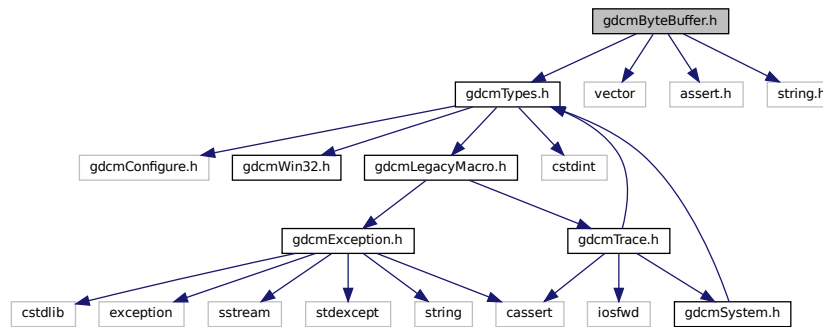 gdcmByteBuffer.h
gdcmTypes.h
vector
assert.h
string.h
gdcmConfigure.h
gdcmWin32.h
gdcmLegacyMacro.h
cstdint
gdcmException.h
gdcmTrace.h
cstdlib
exception
sstream
stdexcept
string
cassert
iosfwd
gdcmSystem.h